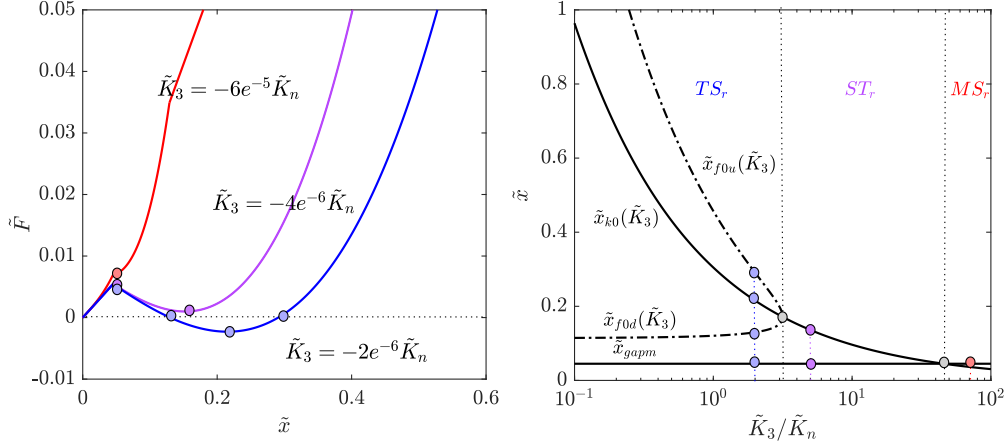 0.05
0.04
0.03
0.02
0.01
0
-0.01
F̃
K̃₃ = −6e⁻⁵K̃ₙ
K̃₃ = −4e⁻⁶K̃ₙ
K̃₃ = −2e⁻⁶K̃ₙ
0 0.2 0.4 0.6
x̃
1
0.8
0.6
0.4
0.2
0
x̃
TSᵣ STᵣ MSᵣ
x̃_{f0u}(K̃₃)
x̃_{k0}(K̃₃)
x̃_{f0d}(K̃₃)
x̃_{gapm}
10⁻¹ 10⁰ 10¹ 10²
K̃₃/K̃ₙ